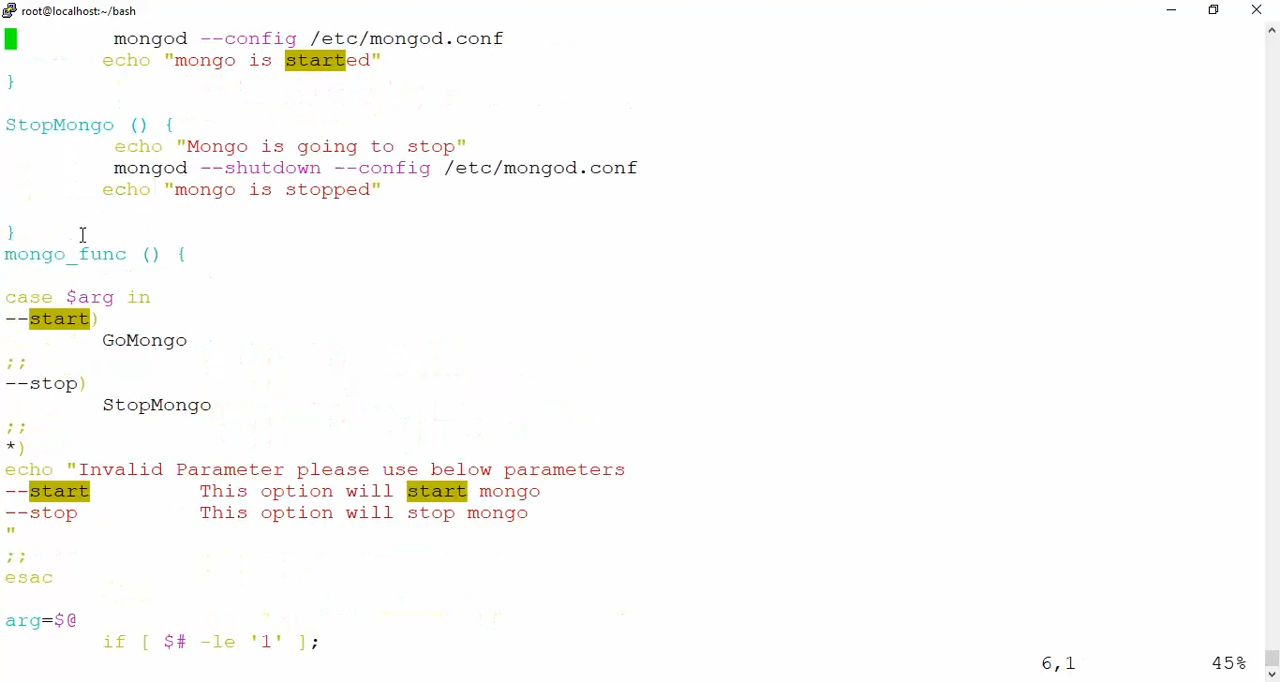 root@localhost:~/bash
mongod --config /etc/mongod.conf
echo "mongo is started"
}
StopMongo () {
echo "Mongo is going to stop"
mongod --shutdown --config /etc/mongod.conf
echo "mongo is stopped"
}
mongo_func () {
case $arg in
--start)
GoMongo
;;
--stop)
StopMongo
;;
*)
echo "Invalid Parameter please use below parameters
--start This option will start mongo
--stop This option will stop mongo
"
;;
esac
arg=$@
if [ $# -le '1' ];
6,1 45%